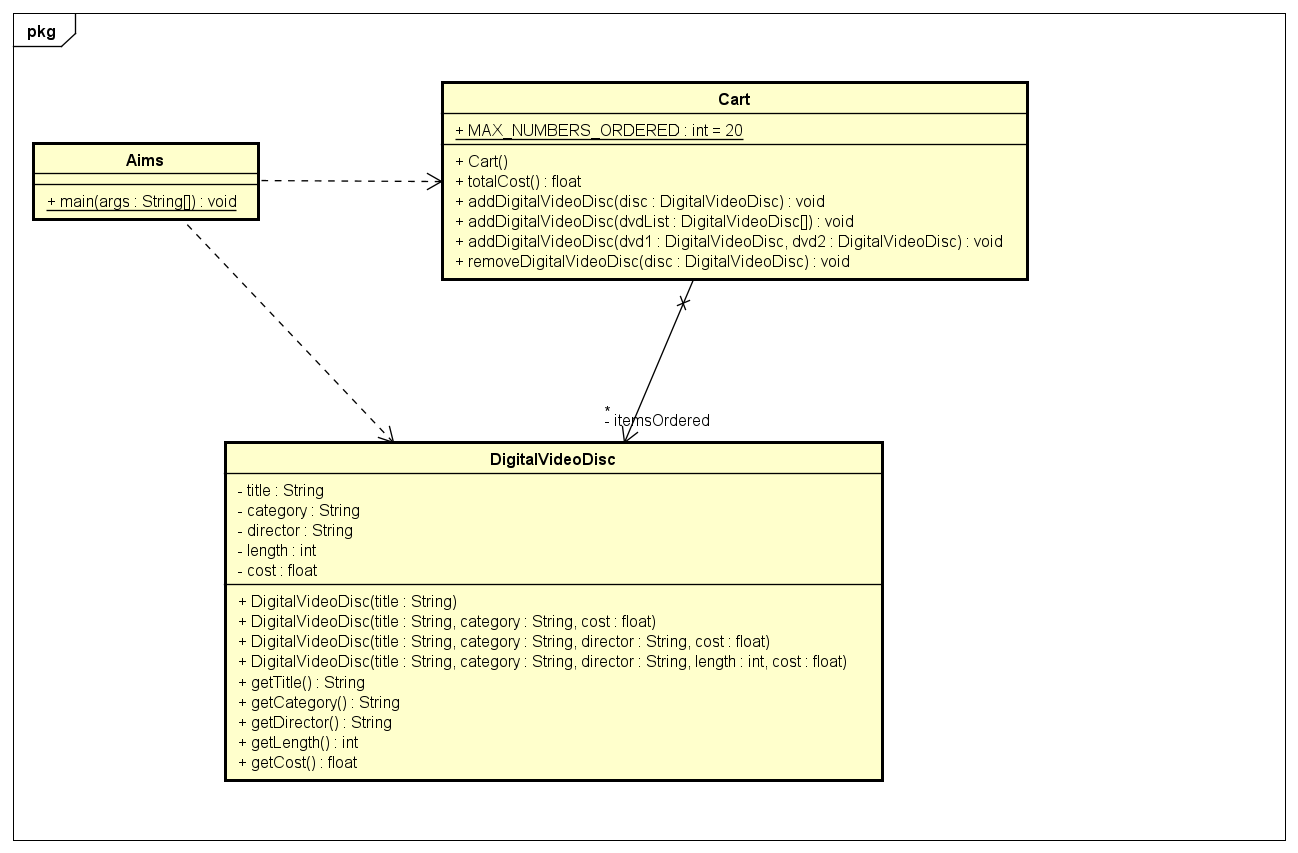 pkg
Cart
+ MAX_NUMBERS_ORDERED : int = 20
+ Cart()
+ totalCost() : float
+ addDigitalVideoDisc(disc : DigitalVideoDisc) : void
+ addDigitalVideoDisc(dvdList : DigitalVideoDisc[]) : void
+ addDigitalVideoDisc(dvd1 : DigitalVideoDisc, dvd2 : DigitalVideoDisc) : void
+ removeDigitalVideoDisc(disc : DigitalVideoDisc) : void
Aims
+ main(args : String[]) : void
*
- itemsOrdered
DigitalVideoDisc
- title : String
- category : String
- director : String
- length : int
- cost : float
+ DigitalVideoDisc(title : String)
+ DigitalVideoDisc(title : String, category : String, cost : float)
+ DigitalVideoDisc(title : String, category : String, director : String, cost : float)
+ DigitalVideoDisc(title : String, category : String, director : String, length : int, cost : float)
+ getTitle() : String
+ getCategory() : String
+ getDirector() : String
+ getLength() : int
+ getCost() : float